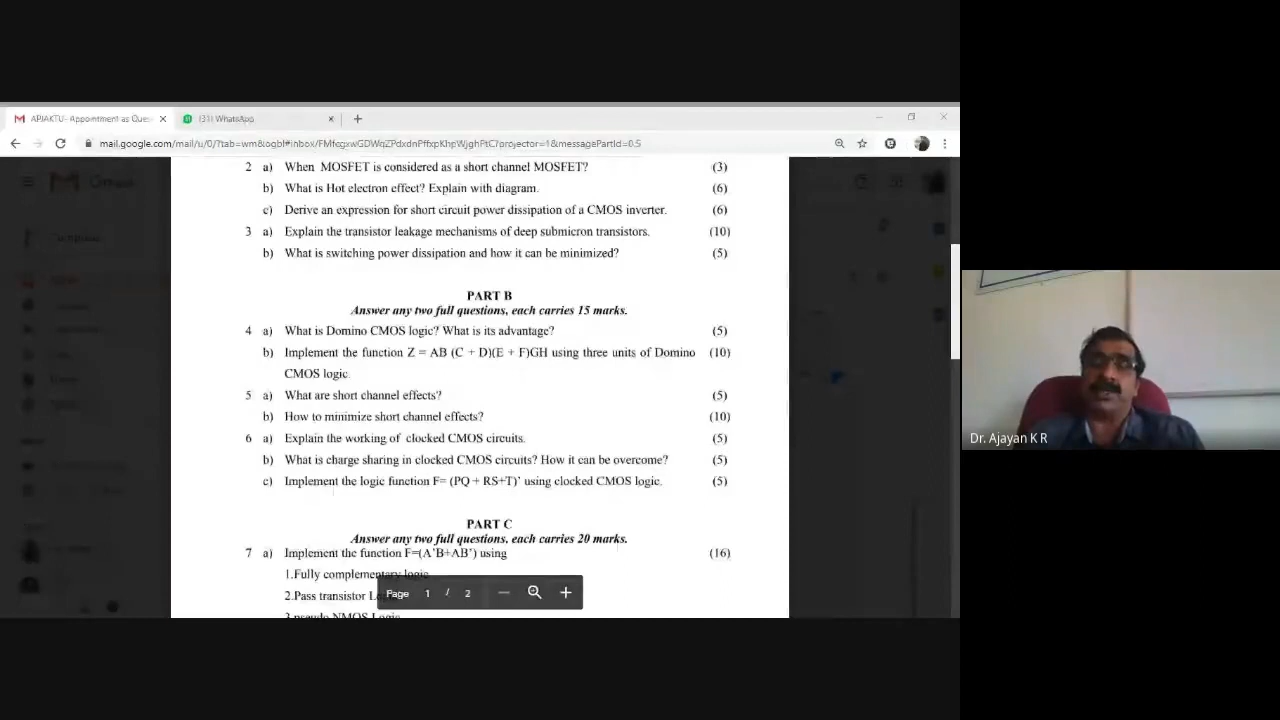 APJAKTU- Appointment as Ques
(31) WhatsApp
2 a) When MOSFET is considered as a short channel MOSFET? (3)
b) What is Hot electron effect? Explain with diagram. (6)
c) Derive an expression for short circuit power dissipation of a CMOS inverter. (6)
3 a) Explain the transistor leakage mechanisms of deep submicron transistors. (10)
b) What is switching power dissipation and how it can be minimized? (5)
PART B
Answer any two full questions, each carries 15 marks.
4 a) What is Domino CMOS logic? What is its advantage? (5)
b) Implement the function Z = AB (C + D)(E + F)GH using three units of Domino (10)
CMOS logic.
5 a) What are short channel effects? (5)
b) How to minimize short channel effects? (10)
6 a) Explain the working of clocked CMOS circuits. (5)
b) What is charge sharing in clocked CMOS circuits? How it can be overcome? (5)
c) Implement the logic function F= (PQ + RS+T)' using clocked CMOS logic. (5)
PART C
Answer any two full questions, each carries 20 marks.
7 a) Implement the function F=(A'B+AB') using (16)
1.Fully complementary logic
2.Pass transistor
3.pseudo NMOS Logic
Page 1 / 2
Dr. Ajayan K R